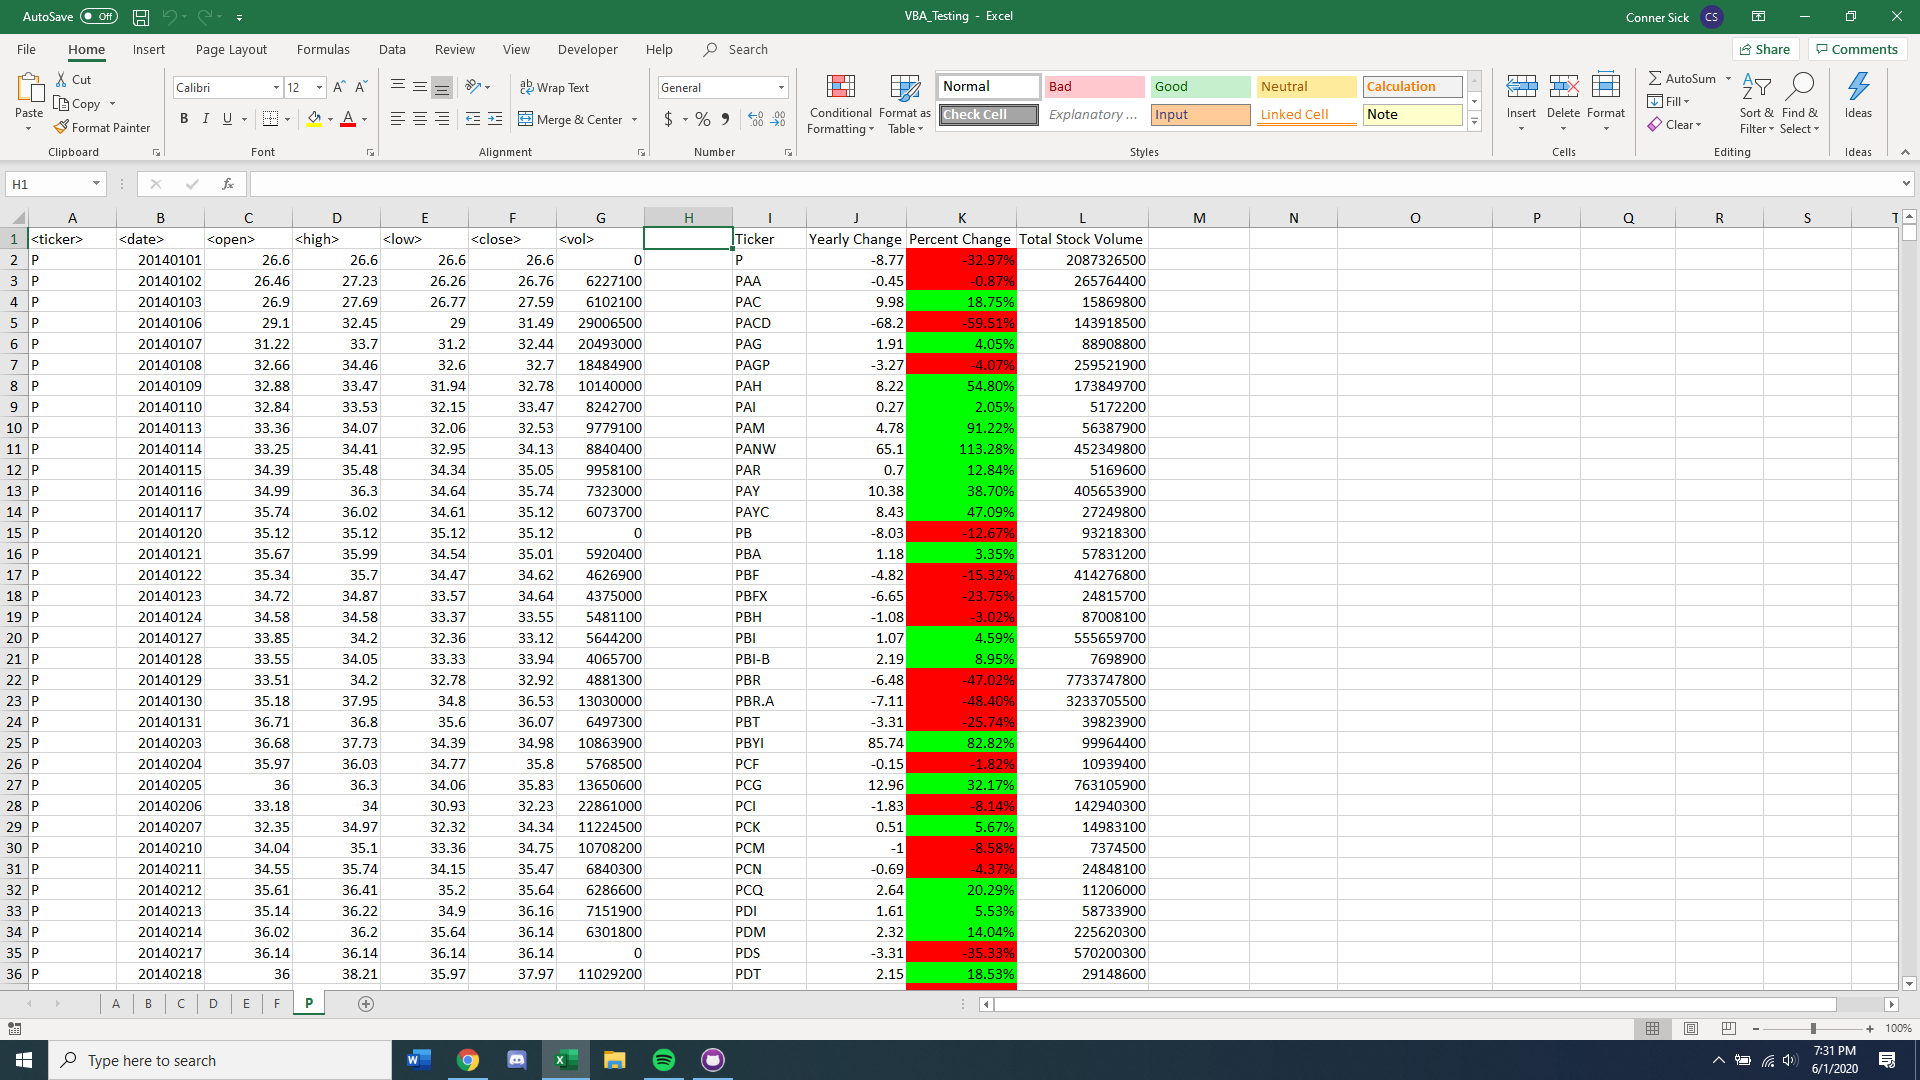 AutoSave Off VBA_Testing - Excel Conner Sick CS
File Home Insert Page Layout Formulas Data Review View Developer Help Search Share Comments
Paste Cut Copy Format Painter Clipboard
Calibri 12 A A B I U A Font
Wrap Text Merge & Center Alignment
General $ % Number
Conditional Formatting Format as Table
Normal Bad Good Neutral Calculation
Check Cell Explanatory ... Input Linked Cell Note
Styles
Insert Delete Format Cells
AutoSum Fill Clear Sort & Filter Find & Select Editing
Ideas Ideas
H1 fx
A B C D E F G H I J K L M N O P Q R S T
1 <ticker> <date> <open> <high> <low> <close> <vol> Ticker Yearly Change Percent Change Total Stock Volume
2 P 20140101 26.6 26.6 26.6 26.6 0 P -8.77 -32.97% 2087326500
3 P 20140102 26.46 27.23 26.26 26.76 6227100 PAA -0.45 -0.87% 265764400
4 P 20140103 26.9 27.69 26.77 27.59 6102100 PAC 9.98 18.75% 15869800
5 P 20140106 29.1 32.45 29 31.49 29006500 PACD -68.2 -59.51% 143918500
6 P 20140107 31.22 33.7 31.2 32.44 20493000 PAG 1.91 4.05% 88908800
7 P 20140108 32.66 34.46 32.6 32.7 18484900 PAGP -3.27 -4.07% 259521900
8 P 20140109 32.88 33.47 31.94 32.78 10140000 PAH 8.22 54.80% 173849700
9 P 20140110 32.84 33.53 32.15 33.47 8242700 PAI 0.27 2.05% 5172200
10 P 20140113 33.36 34.07 32.06 32.53 9779100 PAM 4.78 91.22% 56387900
11 P 20140114 33.25 34.41 32.95 34.13 8840400 PANW 65.1 113.28% 452349800
12 P 20140115 34.39 35.48 34.34 35.05 9958100 PAR 0.7 12.84% 5169600
13 P 20140116 34.99 36.3 34.64 35.74 7323000 PAY 10.38 38.70% 405653900
14 P 20140117 35.74 36.02 34.61 35.12 6073700 PAYC 8.43 47.09% 27249800
15 P 20140120 35.12 35.12 35.12 35.12 0 PB -8.03 -12.67% 93218300
16 P 20140121 35.67 35.99 34.54 35.01 5920400 PBA 1.18 3.35% 57831200
17 P 20140122 35.34 35.7 34.47 34.62 4626900 PBF -4.82 -15.32% 414276800
18 P 20140123 34.72 34.87 33.57 34.64 4375000 PBFX -6.65 -23.75% 24815700
19 P 20140124 34.58 34.58 33.37 33.55 5481100 PBH -1.08 -3.02% 87008100
20 P 20140127 33.85 34.2 32.36 33.12 5644200 PBI 1.07 4.59% 555659700
21 P 20140128 33.55 34.05 33.33 33.94 4065700 PBI-B 2.19 8.95% 7698900
22 P 20140129 33.51 34.2 32.78 32.92 4881300 PBR -6.48 -47.02% 7733747800
23 P 20140130 35.18 37.95 34.8 36.53 13030000 PBR.A -7.11 -48.40% 3233705500
24 P 20140131 36.71 36.8 35.6 36.07 6497300 PBT -3.31 -25.74% 39823900
25 P 20140203 36.68 37.73 34.39 34.98 10863900 PBYI 85.74 82.82% 99964400
26 P 20140204 35.97 36.03 34.77 35.8 5768500 PCF -0.15 -1.82% 10939400
27 P 20140205 36 36.3 34.06 35.83 13650600 PCG 12.96 32.17% 763105900
28 P 20140206 33.18 34 30.93 32.23 22861000 PCI -1.83 -8.14% 142940300
29 P 20140207 32.35 34.97 32.32 34.34 11224500 PCK 0.51 5.67% 14983100
30 P 20140210 34.04 35.1 33.36 34.75 10708200 PCM -1 -8.58% 7374500
31 P 20140211 34.55 35.74 34.15 35.47 6840300 PCN -0.69 -4.37% 24848100
32 P 20140212 35.61 36.41 35.2 35.64 6286600 PCQ 2.64 20.29% 11206000
33 P 20140213 35.14 36.22 34.9 36.16 7151900 PDI 1.61 5.53% 58733900
34 P 20140214 36.02 36.2 35.64 36.14 6301800 PDM 2.32 14.04% 225620300
35 P 20140217 36.14 36.14 36.14 36.14 0 PDS -3.31 -35.33% 570200300
36 P 20140218 36 38.21 35.97 37.97 11029200 PDT 2.15 18.53% 29148600
A B C D E F P
100%
Type here to search
7:31 PM
6/1/2020